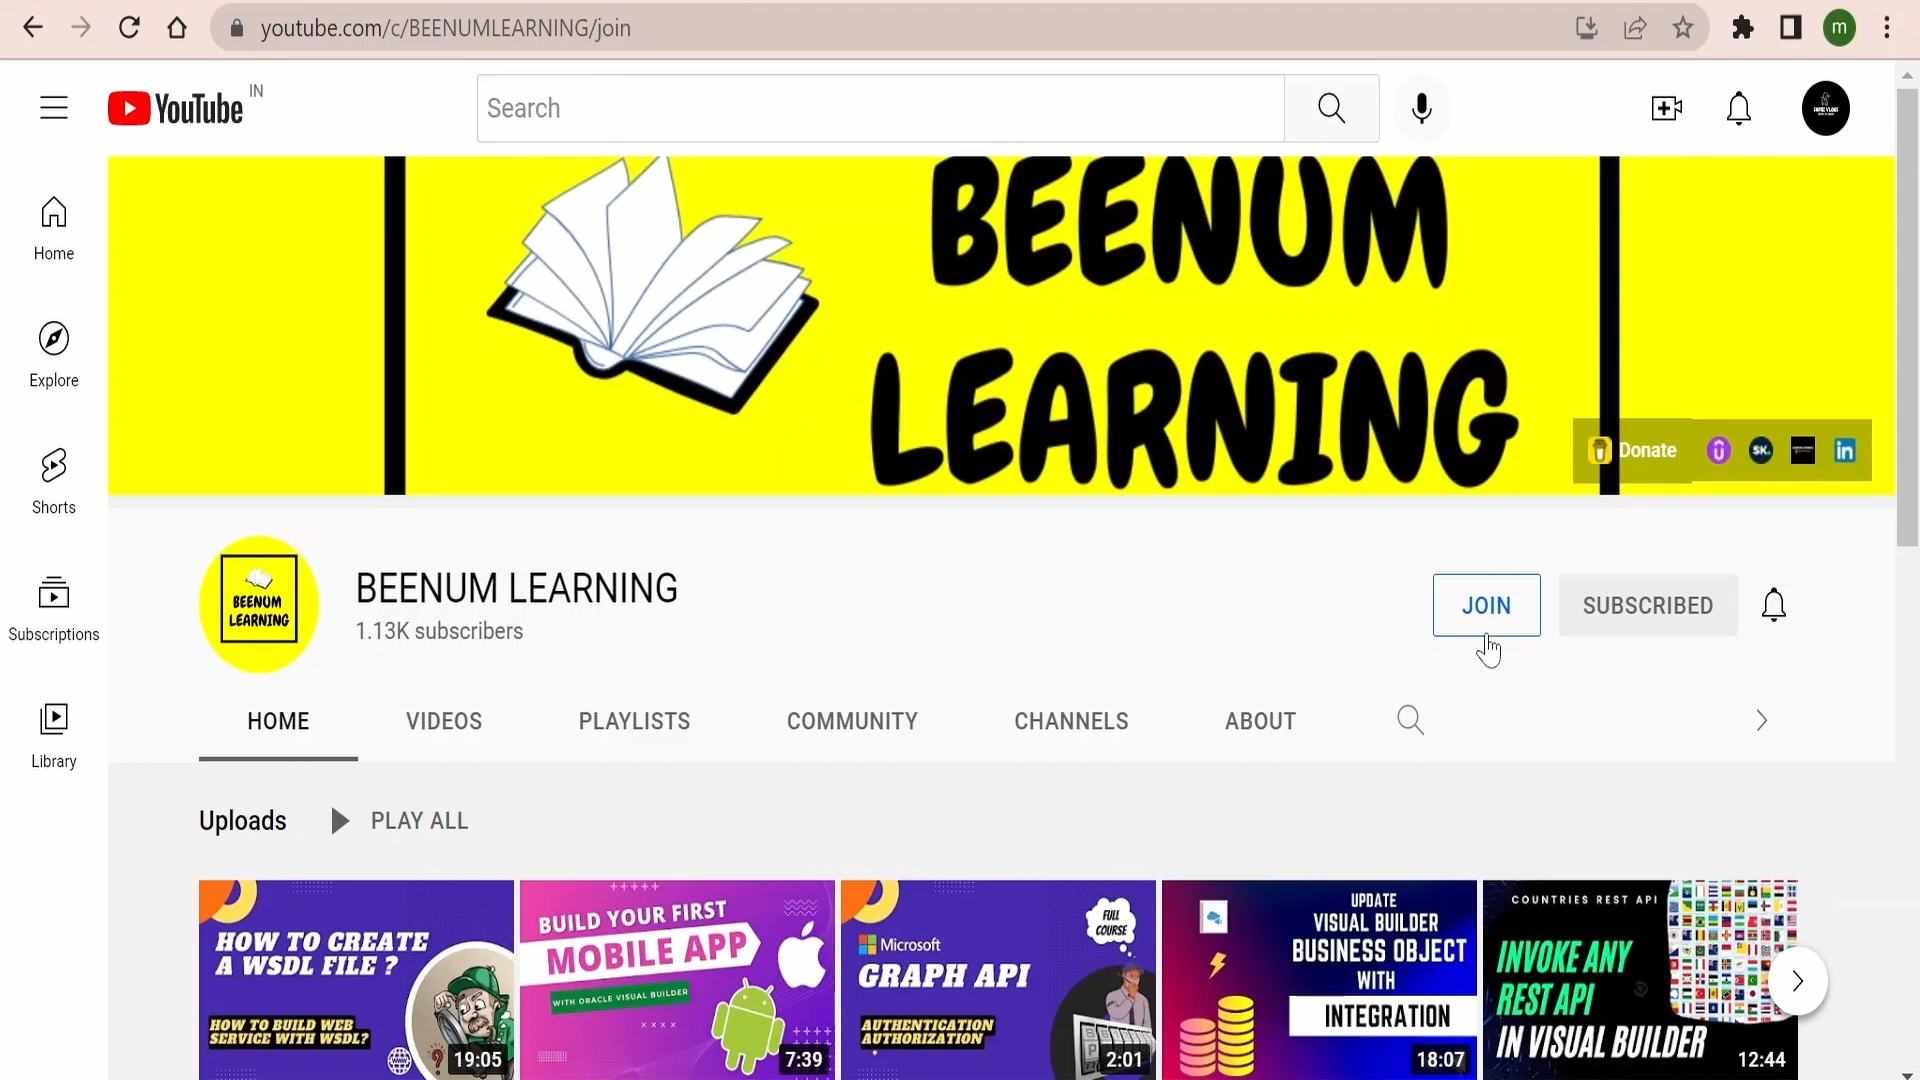 youtube.com/c/BEENUMLEARNING/join
m
YouTube IN
Search
Home
Explore
Shorts
Subscriptions
Library
BEENUM
LEARNING
Donate
SK.
in
BEENUM
LEARNING
BEENUM LEARNING
1.13K subscribers
JOIN
SUBSCRIBED
HOME
VIDEOS
PLAYLISTS
COMMUNITY
CHANNELS
ABOUT
Uploads
PLAY ALL
HOW TO CREATE
A WSDL FILE ?
HOW TO BUILD WEB
SERVICE WITH WSDL?
19:05
BUILD YOUR FIRST
MOBILE APP
WITH ORACLE VISUAL BUILDER
7:39
FULL
COURSE
Microsoft
GRAPH API
AUTHENTICATION
AUTHORIZATION
2:01
UPDATE
VISUAL BUILDER
BUSINESS OBJECT
WITH
INTEGRATION
18:07
COUNTRIES REST API
INVOKE ANY
REST API
IN VISUAL BUILDER
12:44